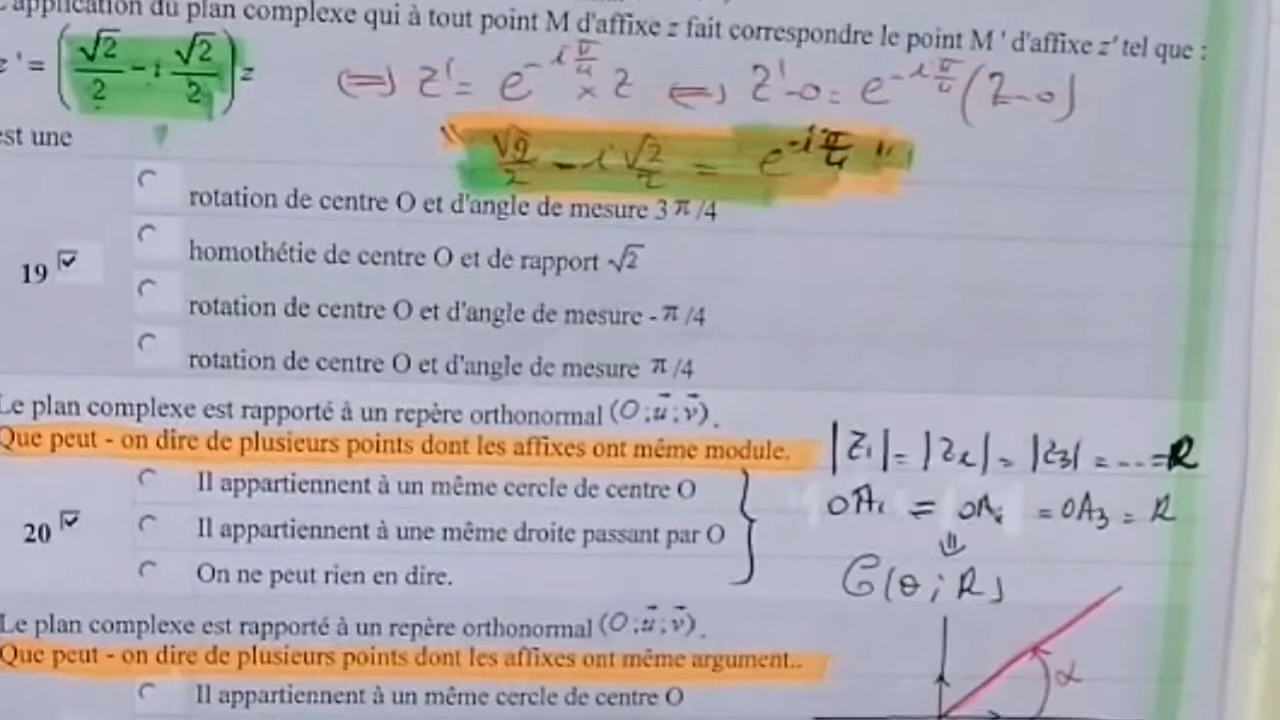 application du plan complexe qui à tout point M d'affixe z fait correspondre le point M' d'affixe z' tel que :
z' = (√2/2 - i √2/2) z ⇔ z' = e^(-iπ/4) × z ⇔ z'-0 = e^(-iπ/4) (z-0)
est une
" √2/2 - i √2/2 = e^(-iπ/4) "
rotation de centre O et d'angle de mesure 3π/4
19
homothétie de centre O et de rapport √2
rotation de centre O et d'angle de mesure -π/4
rotation de centre O et d'angle de mesure π/4
Le plan complexe est rapporté à un repère orthonormal (O;u⃗;v⃗).
Que peut - on dire de plusieurs points dont les affixes ont même module.
|z₁| = |z₂| = |z₃| = ... = R
Il appartiennent à un même cercle de centre O
OA₁ = OA₂ = OA₃ = R
20
Il appartiennent à une même droite passant par O
⇓
On ne peut rien en dire.
C(O; R)
Le plan complexe est rapporté à un repère orthonormal (O;u⃗;v⃗).
Que peut - on dire de plusieurs points dont les affixes ont même argument..
α
Il appartiennent à un même cercle de centre O